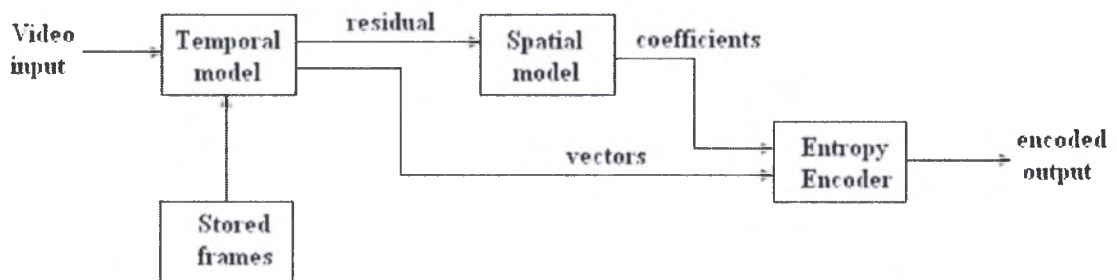 Video
input
Temporal
model
residual
Spatial
model
coefficients
vectors
Entropy
Encoder
encoded
output
Stored
frames